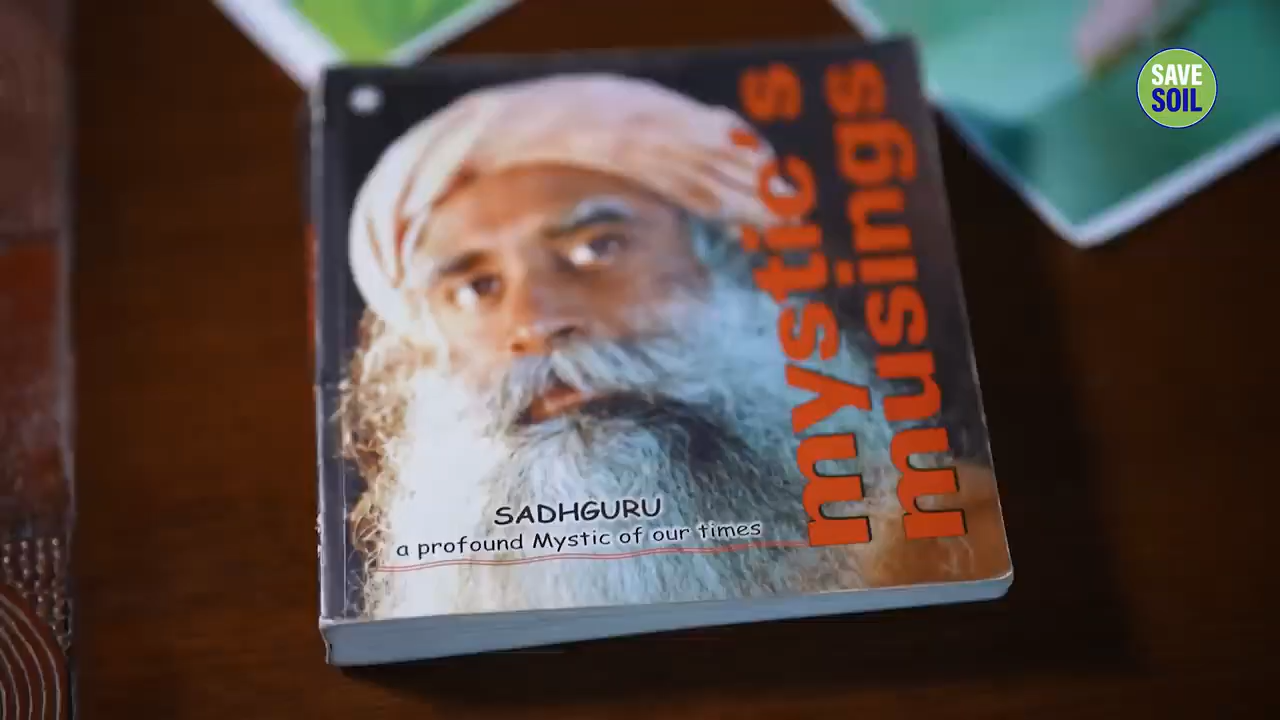 SAVE
SOIL
mystic's
musings
SADHGURU
a profound Mystic of our times